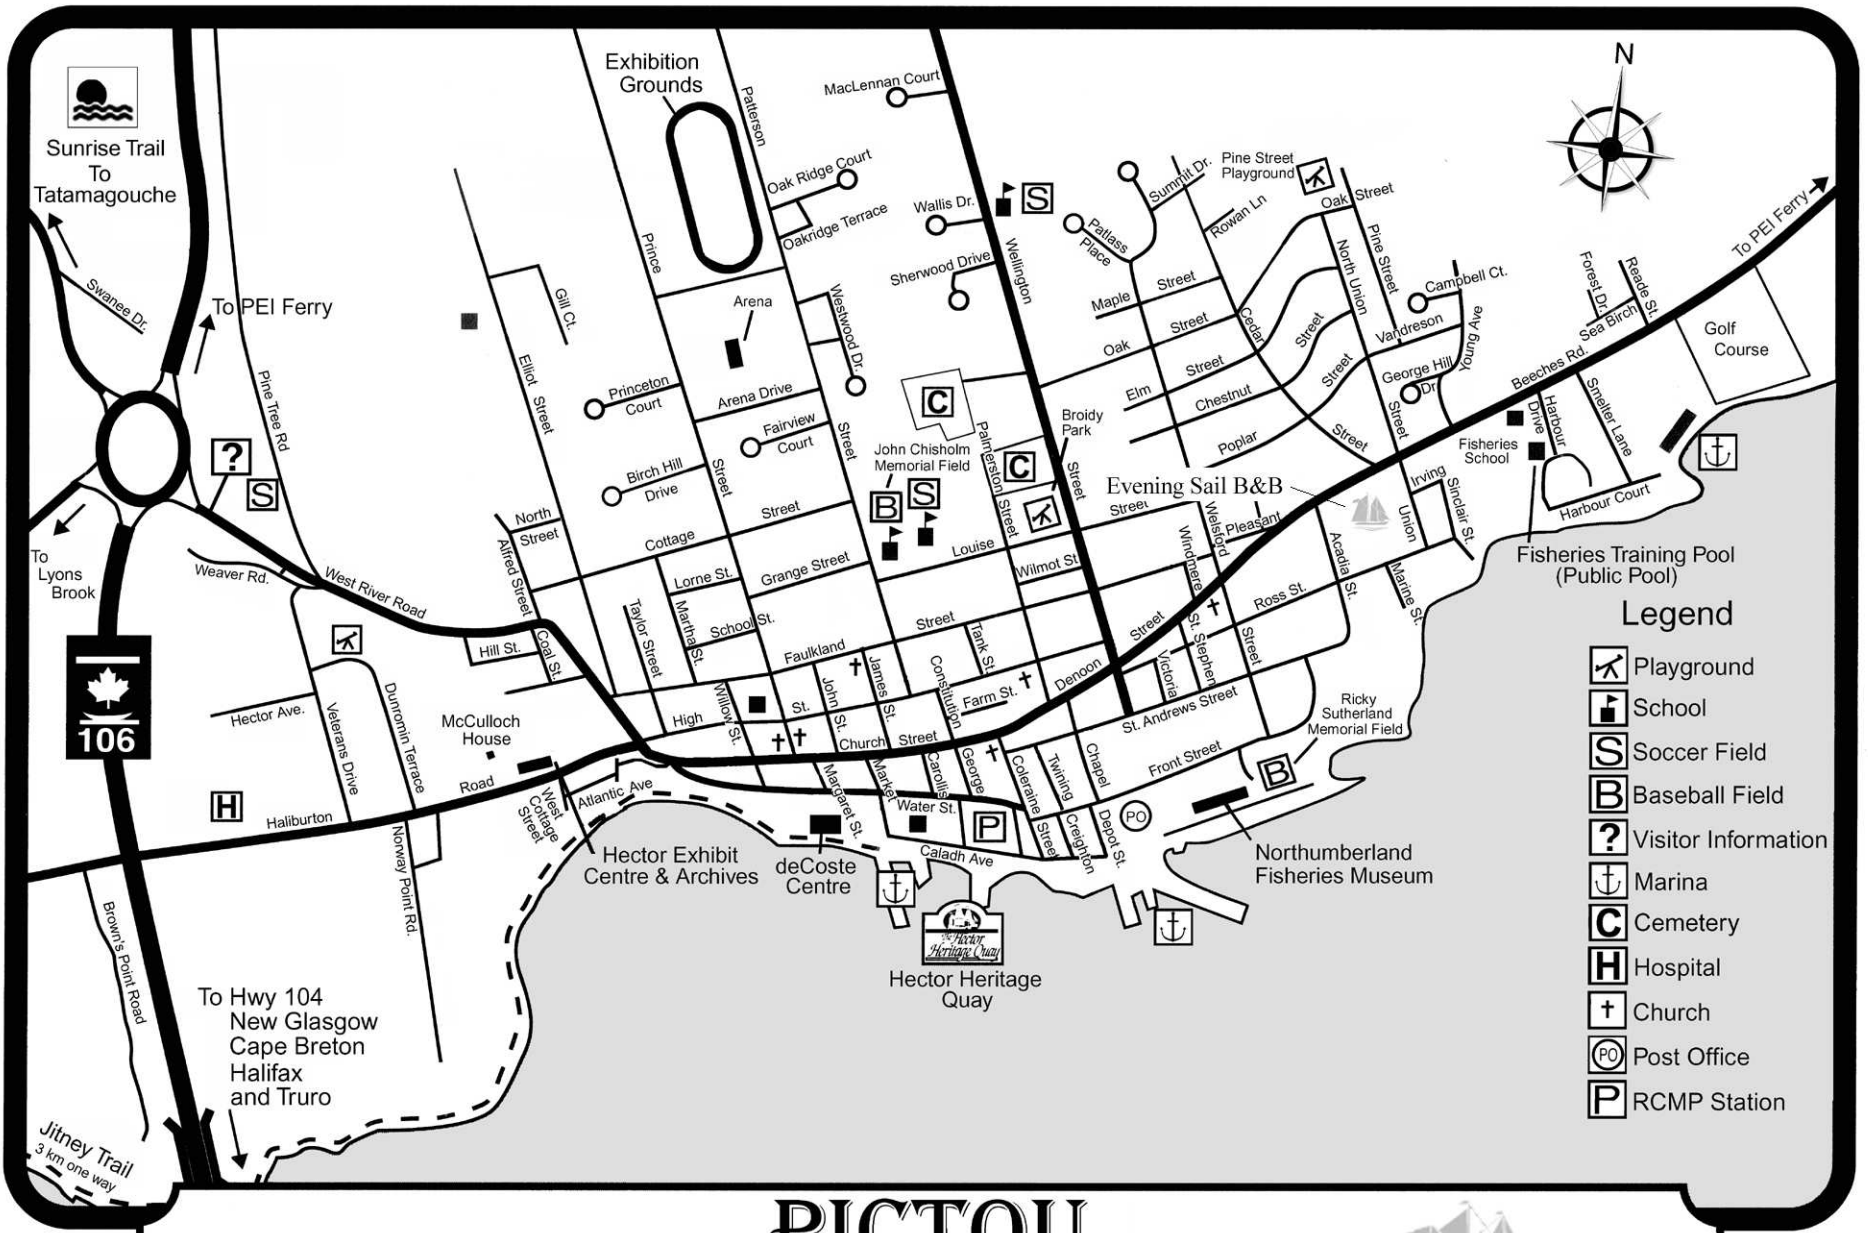 Exhibition
Grounds
N
MacLennan Court
Patterson
Sunrise Trail
To
Tatamagouche
Oak Ridge Court
Oakridge Terrace
Wallis Dr.
S
Sherwood Drive
Wellington
Patlass
Place
Summit Dr.
Rowan Ln
Pine Street
Playground
Oak Street
North Union
Pine Street
Campbell Ct.
To PEI Ferry
Forest Dr.
Reade St.
Sea Birch
Swanee Dr.
To PEI Ferry
Prince
Gill Ct.
Arena
Westwood Dr.
Maple Street
Oak Street
Cedar
Street
Street
Vandreson
Young Ave
George Hill
Dr.
Beeches Rd.
Golf
Course
Elliot Street
Pine Tree Rd
Princeton
Court
Arena Drive
Fairview
Court
Street
C
Elm Street
Chestnut
Poplar
Street
Street
Smelter Lane
Harbour
Drive
Fisheries
School
Harbour Court
Broidy
Park
John Chisholm
Memorial Field
Palmerston Street
C
Street
Birch Hill
Drive
Street
?
S
B
S
Evening Sail B&B
Irving
Sinclair St.
Union
North
Street
Alfred Street
Cottage
Street
Street
Pleasant
Welsford
Windmere
Acadia St.
Marine St.
Fisheries Training Pool
(Public Pool)
To
Lyons
Brook
Weaver Rd.
West River Road
Lorne St.
Grange Street
Louise
Wilmot St.
Taylor Street
Martha St.
School St.
Faulkland
Street
Tank St.
Street
St. Stephen
Street
Ross St.
Hill St.
Coal St.
Willow St.
John St.
James St.
Constitution
Farm St.
Denoon
Victoria
St. Andrews Street
Ricky
Sutherland
Memorial Field
106
Hector Ave.
Veterans Drive
Dunromin Terrace
McCulloch
House
High
St.
Church Street
George
Carollis
Coleraine
Street
Twining
Chapel
Front Street
B
H
Haliburton
Road
West
Cottage
Street
Atlantic Ave
Margaret St.
Market
Water St.
P
Caladh Ave
Creighton
Depot St.
PO
Norway Point Rd.
Hector Exhibit
Centre & Archives
deCoste
Centre
Northumberland
Fisheries Museum
Brown's Point Road
The Hector
Heritage Quay
Hector Heritage
Quay
To Hwy 104
New Glasgow
Cape Breton
Halifax
and Truro
Jitney Trail
3 km one way
Legend
Playground
School
S Soccer Field
B Baseball Field
? Visitor Information
Marina
C Cemetery
H Hospital
Church
PO Post Office
P RCMP Station
PICTOU